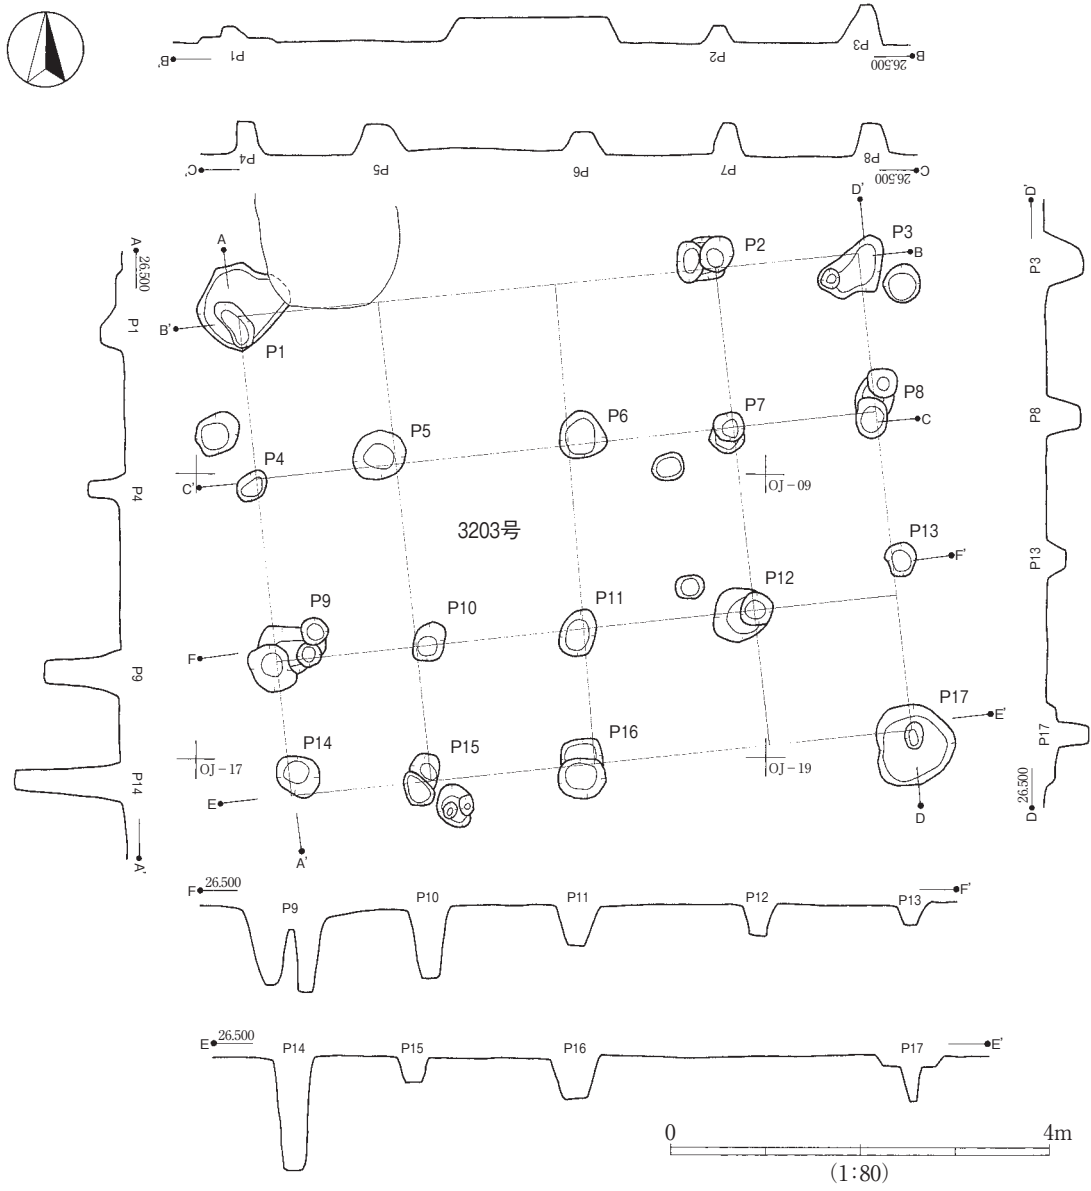 P1
P2
P3
B'
26.500
B
P4
P5
P6
P7
P8
C'
26.500
C
D'
A
B
B'
P1
P2
P3
P4
P5
P6
P7
P8
C
C'
OJ-09
3203号
P9
P10
P11
P12
P13
F'
F
P14
P15
P16
P17
E'
OJ-17
OJ-19
E
A'
D
A
26.500
P1
P4
P9
P14
A'
D'
P3
P8
P13
P17
26.500
D
F
26.500
P9
P10
P11
P12
P13
F'
E
26.500
P14
P15
P16
P17
E'
0
4m
(1:80)